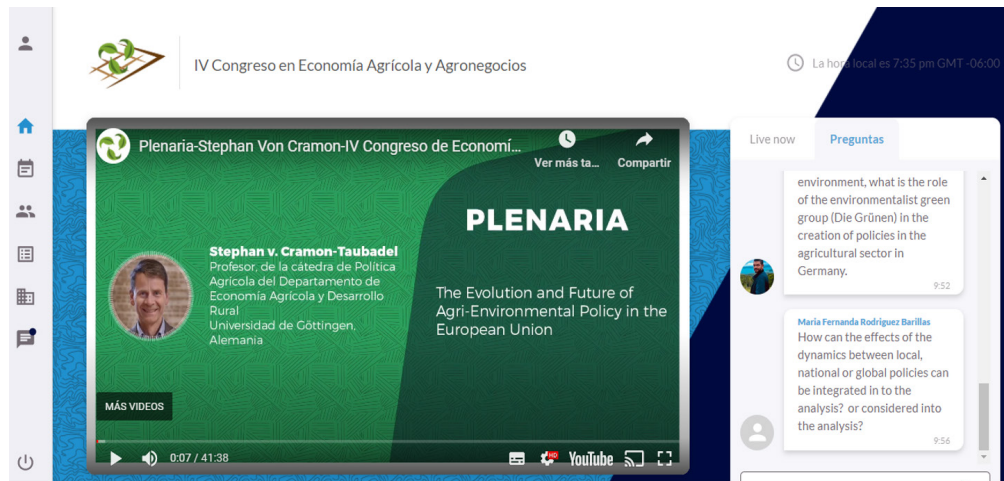 IV Congreso en Economía Agrícola y Agronegocios
La hora local es 7:35 pm GMT -06:00
Plenaria-Stephan Von Cramon-IV Congreso de Economí...
Ver más ta...
Compartir
PLENARIA
Stephan v. Cramon-Taubadel
Profesor, de la cátedra de Política
Agrícola del Departamento de
Economía Agrícola y Desarrollo
Rural
Universidad de Göttingen,
Alemania
The Evolution and Future of
Agri-Environmental Policy in the
European Union
MÁS VIDEOS
0:07 / 41:38
HD
YouTube
Live now
Preguntas
environment, what is the role
of the environmentalist green
group (Die Grünen) in the
creation of policies in the
agricultural sector in
Germany.
9:52
Maria Fernanda Rodriguez Barillas
How can the effects of the
dynamics between local,
national or global policies can
be integrated in to the
analysis? or considered into
the analysis?
9:56